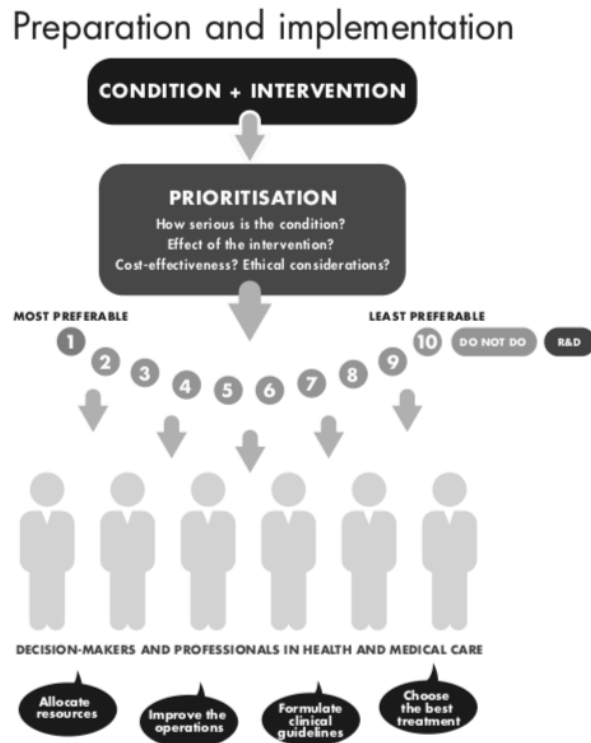 Preparation and implementation
CONDITION + INTERVENTION
PRIORITISATION
How serious is the condition?
Effect of the intervention?
Cost-effectiveness? Ethical considerations?
MOST PREFERABLE
LEAST PREFERABLE
1
2
3
4
5
6
7
8
9
10
DO NOT DO
R&D
DECISION-MAKERS AND PROFESSIONALS IN HEALTH AND MEDICAL CARE
Allocate
resources
Improve the
operations
Formulate
clinical
guidelines
Choose
the best
treatment